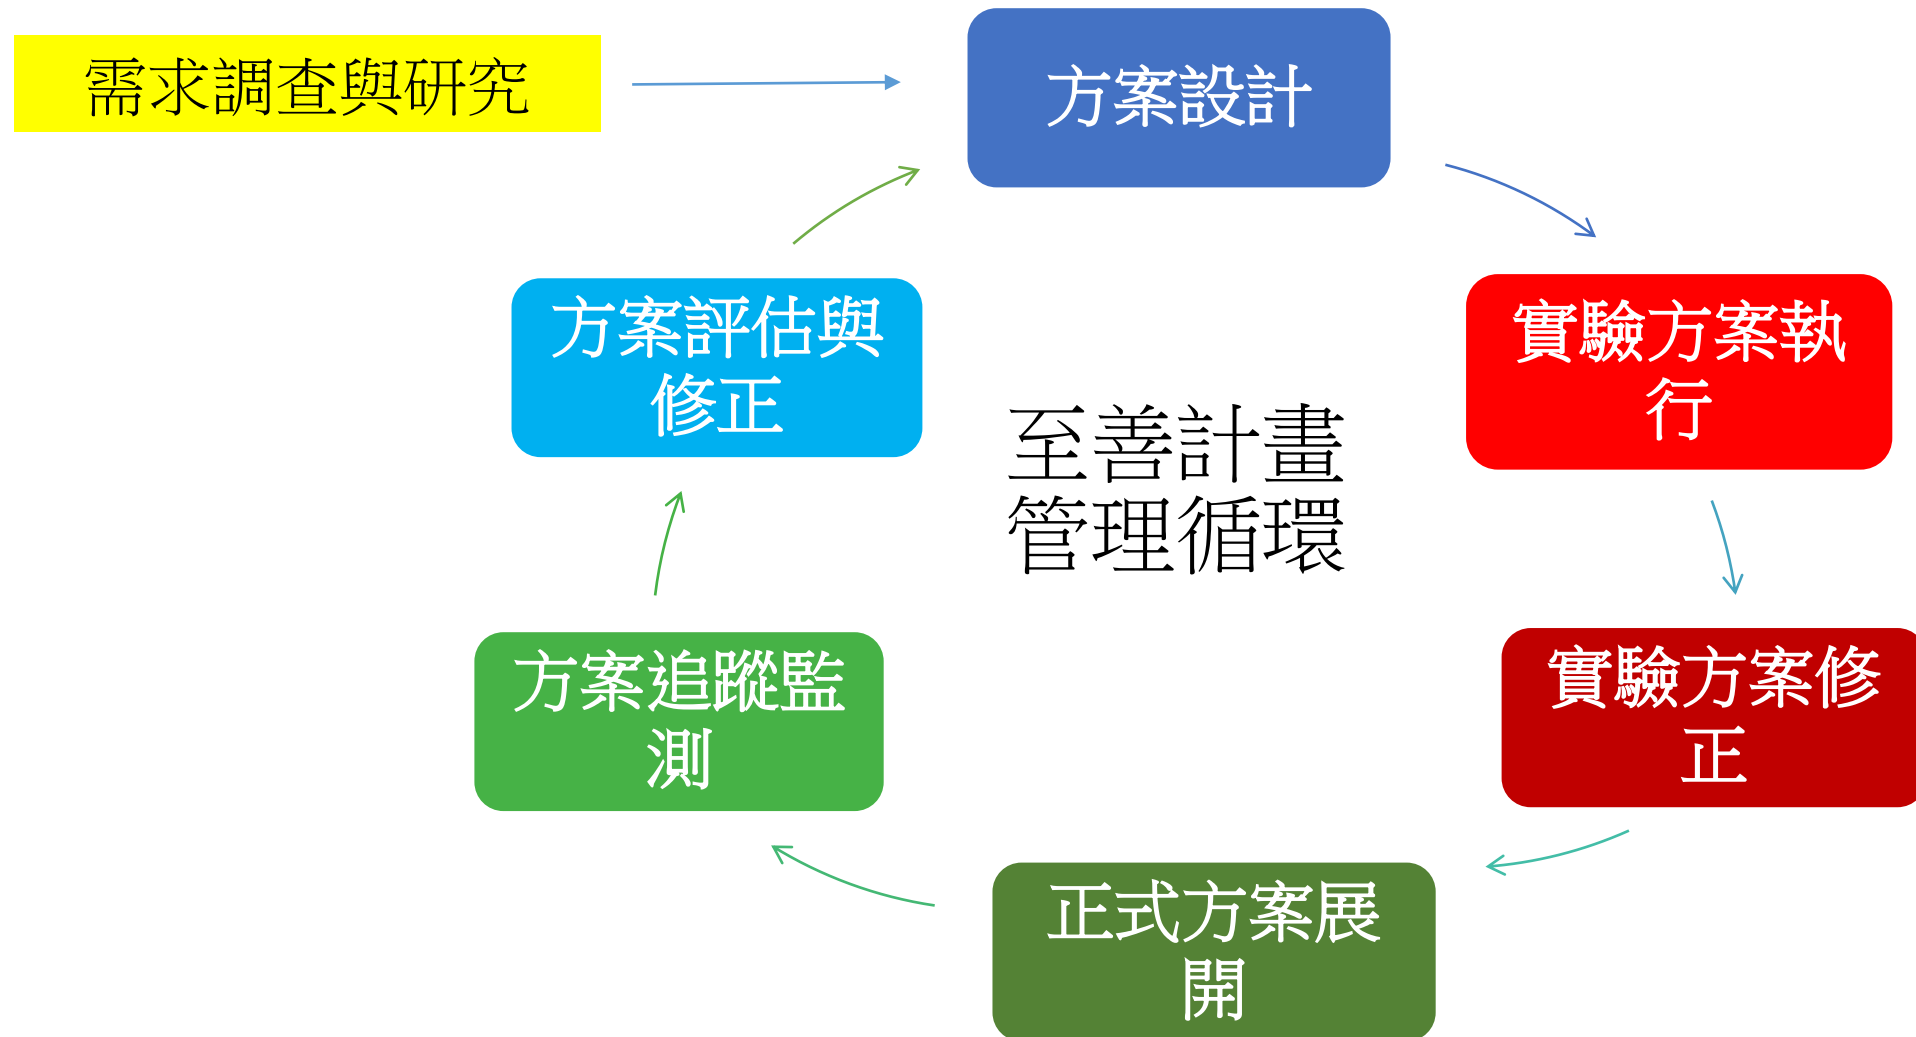 需求調查與研究
方案設計
實驗方案執
行
實驗方案修
正
正式方案展
開
方案追蹤監
測
方案評估與
修正
至善計畫
管理循環